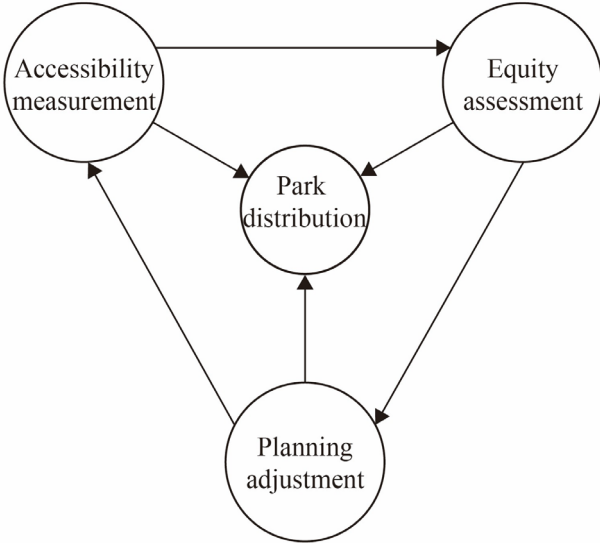 Accessibility
measurement
Equity
assessment
Park
distribution
Planning
adjustment